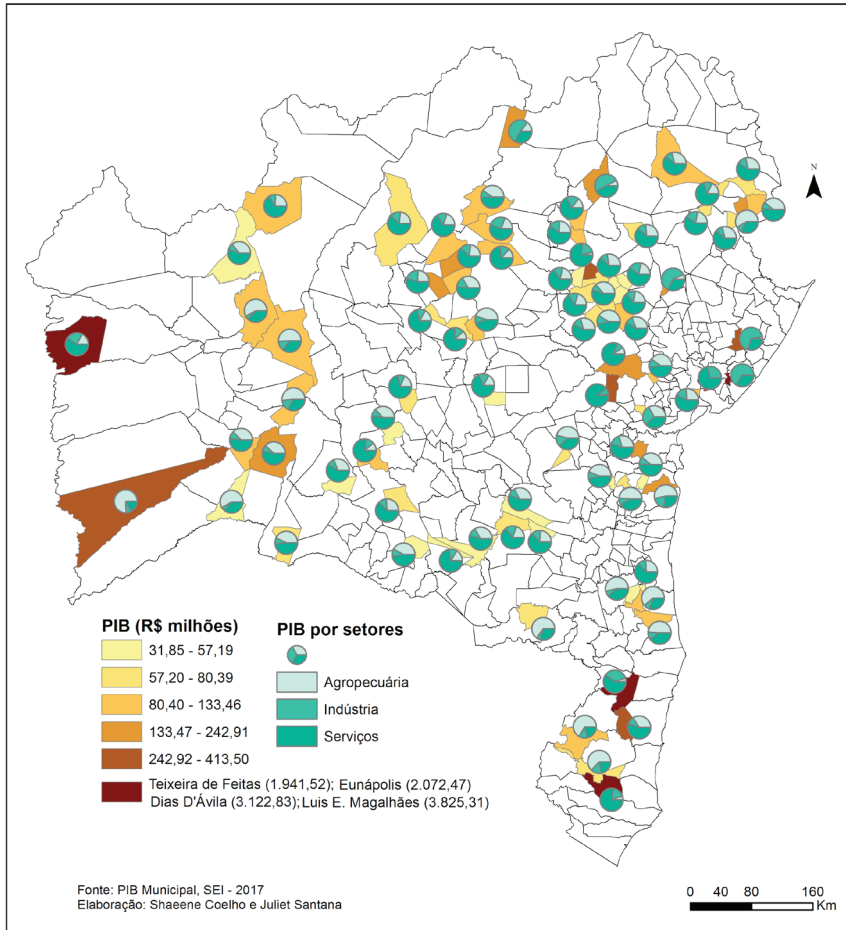 N
PIB (R$ milhões)
31,85 - 57,19
57,20 - 80,39
80,40 - 133,46
133,47 - 242,91
242,92 - 413,50
Teixeira de Feitas (1.941,52); Eunápolis (2.072,47)
Dias D'Ávila (3.122,83); Luis E. Magalhães (3.825,31)
PIB por setores
Agropecuária
Indústria
Serviços
Fonte: PIB Municipal, SEI - 2017
Elaboração: Shaeene Coelho e Juliet Santana
0 40 80 160
Km